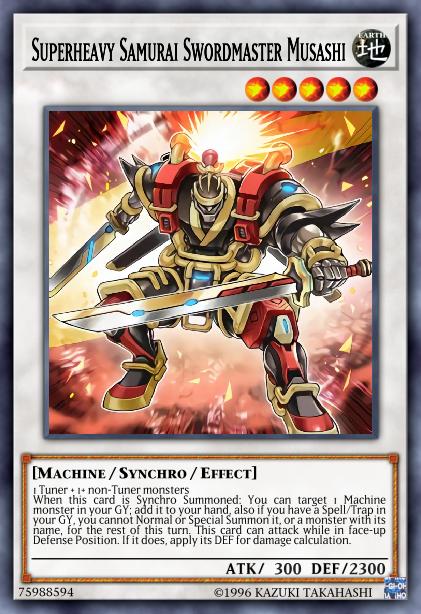 Superheavy Samurai Swordmaster Musashi
EARTH
地
[Machine / Synchro / Effect]
1 Tuner + 1+ non-Tuner monsters
When this card is Synchro Summoned: You can target 1 Machine
monster in your GY; add it to your hand, also if you have a Spell/Trap in
your GY, you cannot Normal or Special Summon it, or a monster with its
name, for the rest of this turn. This card can attack while in face-up
Defense Position. If it does, apply its DEF for damage calculation.
ATK/ 300 DEF/2300
75988594
©1996 KAZUKI TAKAHASHI